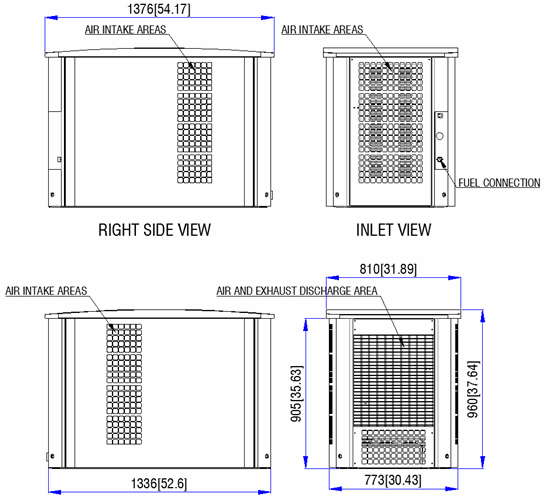 1376[54.17]
AIR INTAKE AREAS
AIR INTAKE AREAS
FUEL CONNECTION
RIGHT SIDE VIEW
INLET VIEW
810[31.89]
AIR INTAKE AREAS
AIR AND EXHAUST DISCHARGE AREA
905[35.63]
960[37.64]
1336[52.6]
773[30.43]